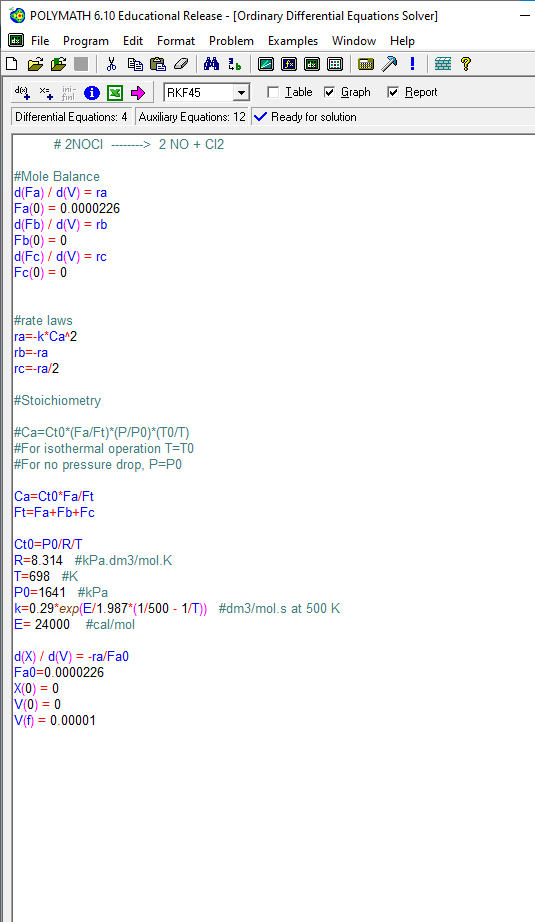 POLYMATH 6.10 Educational Release - [Ordinary Differential Equations Solver]
File Program Edit Format Problem Examples Window Help
d(x) x= ini- finl RKF45 Table Graph Report
Differential Equations: 4 Auxiliary Equations: 12 Ready for solution
# 2NOCl --------> 2 NO + Cl2
#Mole Balance
d(Fa) / d(V) = ra
Fa(0) = 0.0000226
d(Fb) / d(V) = rb
Fb(0) = 0
d(Fc) / d(V) = rc
Fc(0) = 0
#rate laws
ra=-k*Ca^2
rb=-ra
rc=-ra/2
#Stoichiometry
#Ca=Ct0*(Fa/Ft)*(P/P0)*(T0/T)
#For isothermal operation T=T0
#For no pressure drop, P=P0
Ca=Ct0*Fa/Ft
Ft=Fa+Fb+Fc
Ct0=P0/R/T
R=8.314 #kPa.dm3/mol.K
T=698 #K
P0=1641 #kPa
k=0.29*exp(E/1.987*(1/500 - 1/T)) #dm3/mol.s at 500 K
E= 24000 #cal/mol
d(X) / d(V) = -ra/Fa0
Fa0=0.0000226
X(0) = 0
V(0) = 0
V(f) = 0.00001